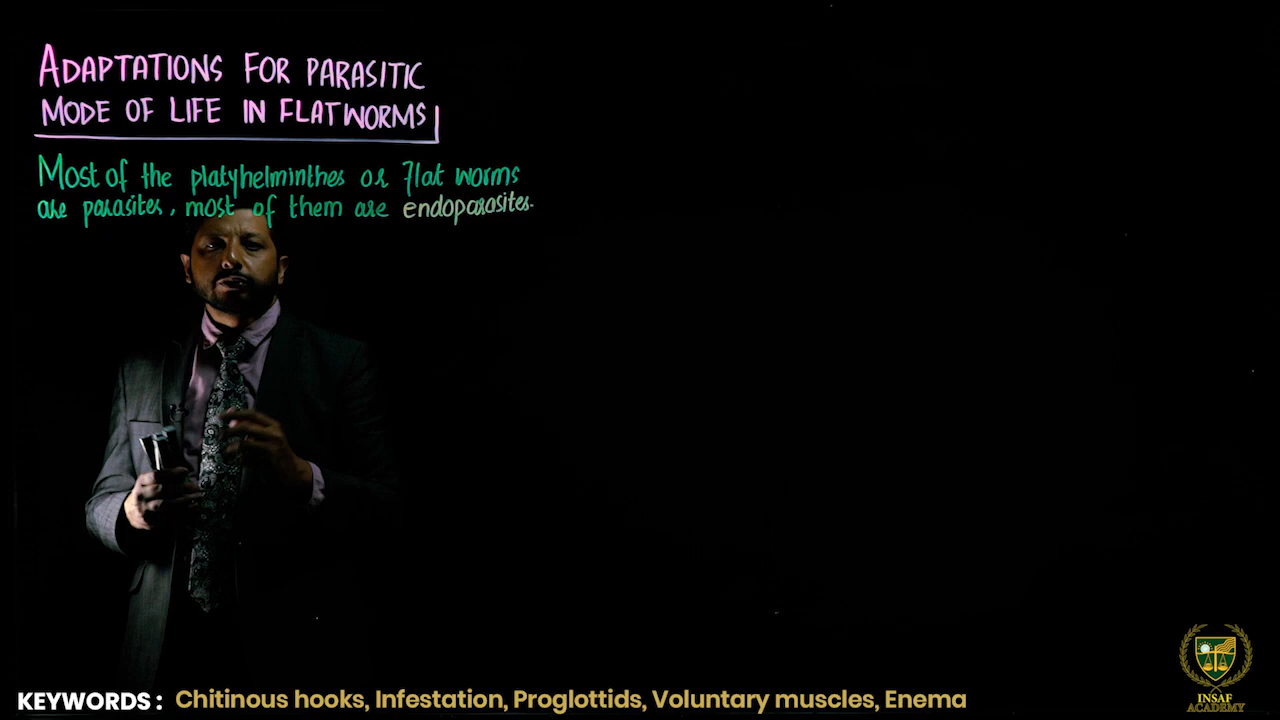 ADAPTATIONS FOR PARASITIC
MODE OF LIFE IN FLATWORMS
Most of the platyhelminthes or flat worms
are parasites, most of them are endoparasites.
KEYWORDS : Chitinous hooks, Infestation, Proglottids, Voluntary muscles, Enema
INSAF
ACADEMY